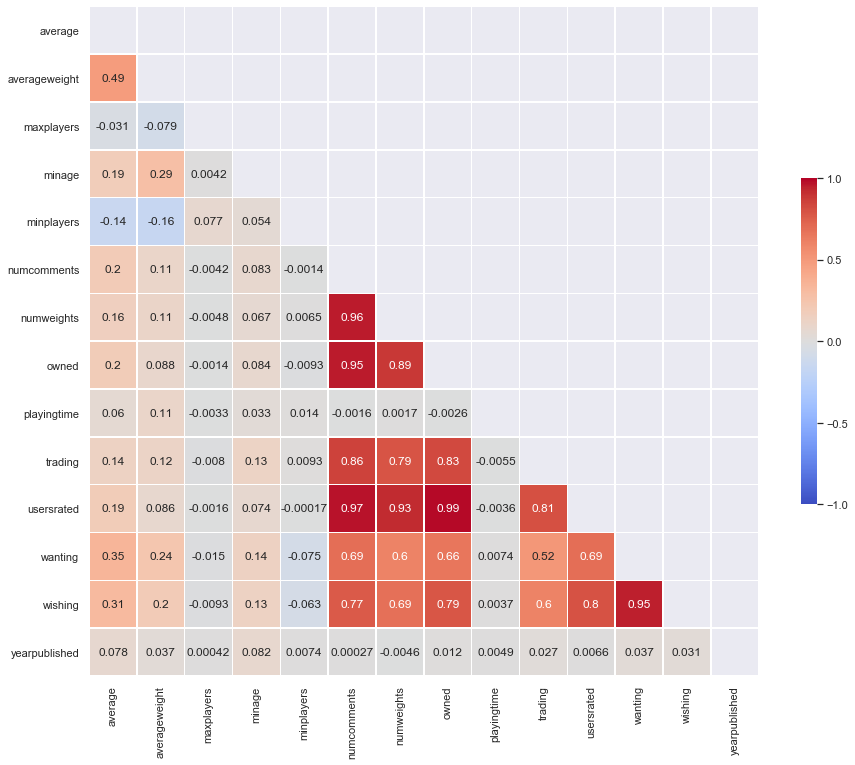 average
averageweight 0.49
maxplayers -0.031 -0.079
minage 0.19 0.29 0.0042
minplayers -0.14 -0.16 0.077 0.054
numcomments 0.2 0.11 -0.0042 0.083 -0.0014
numweights 0.16 0.11 -0.0048 0.067 0.0065 0.96
owned 0.2 0.088 -0.0014 0.084 -0.0093 0.95 0.89
playingtime 0.06 0.11 -0.0033 0.033 0.014 -0.0016 0.0017 -0.0026
trading 0.14 0.12 -0.008 0.13 0.0093 0.86 0.79 0.83 -0.0055
usersrated 0.19 0.086 -0.0016 0.074 -0.00017 0.97 0.93 0.99 -0.0036 0.81
wanting 0.35 0.24 -0.015 0.14 -0.075 0.69 0.6 0.66 0.0074 0.52 0.69
wishing 0.31 0.2 -0.0093 0.13 -0.063 0.77 0.69 0.79 0.0037 0.6 0.8 0.95
yearpublished 0.078 0.037 0.00042 0.082 0.0074 0.00027 -0.0046 0.012 0.0049 0.027 0.0066 0.037 0.031
average averageweight maxplayers minage minplayers numcomments numweights owned playingtime trading usersrated wanting wishing yearpublished
1.0
0.5
0.0
−0.5
−1.0